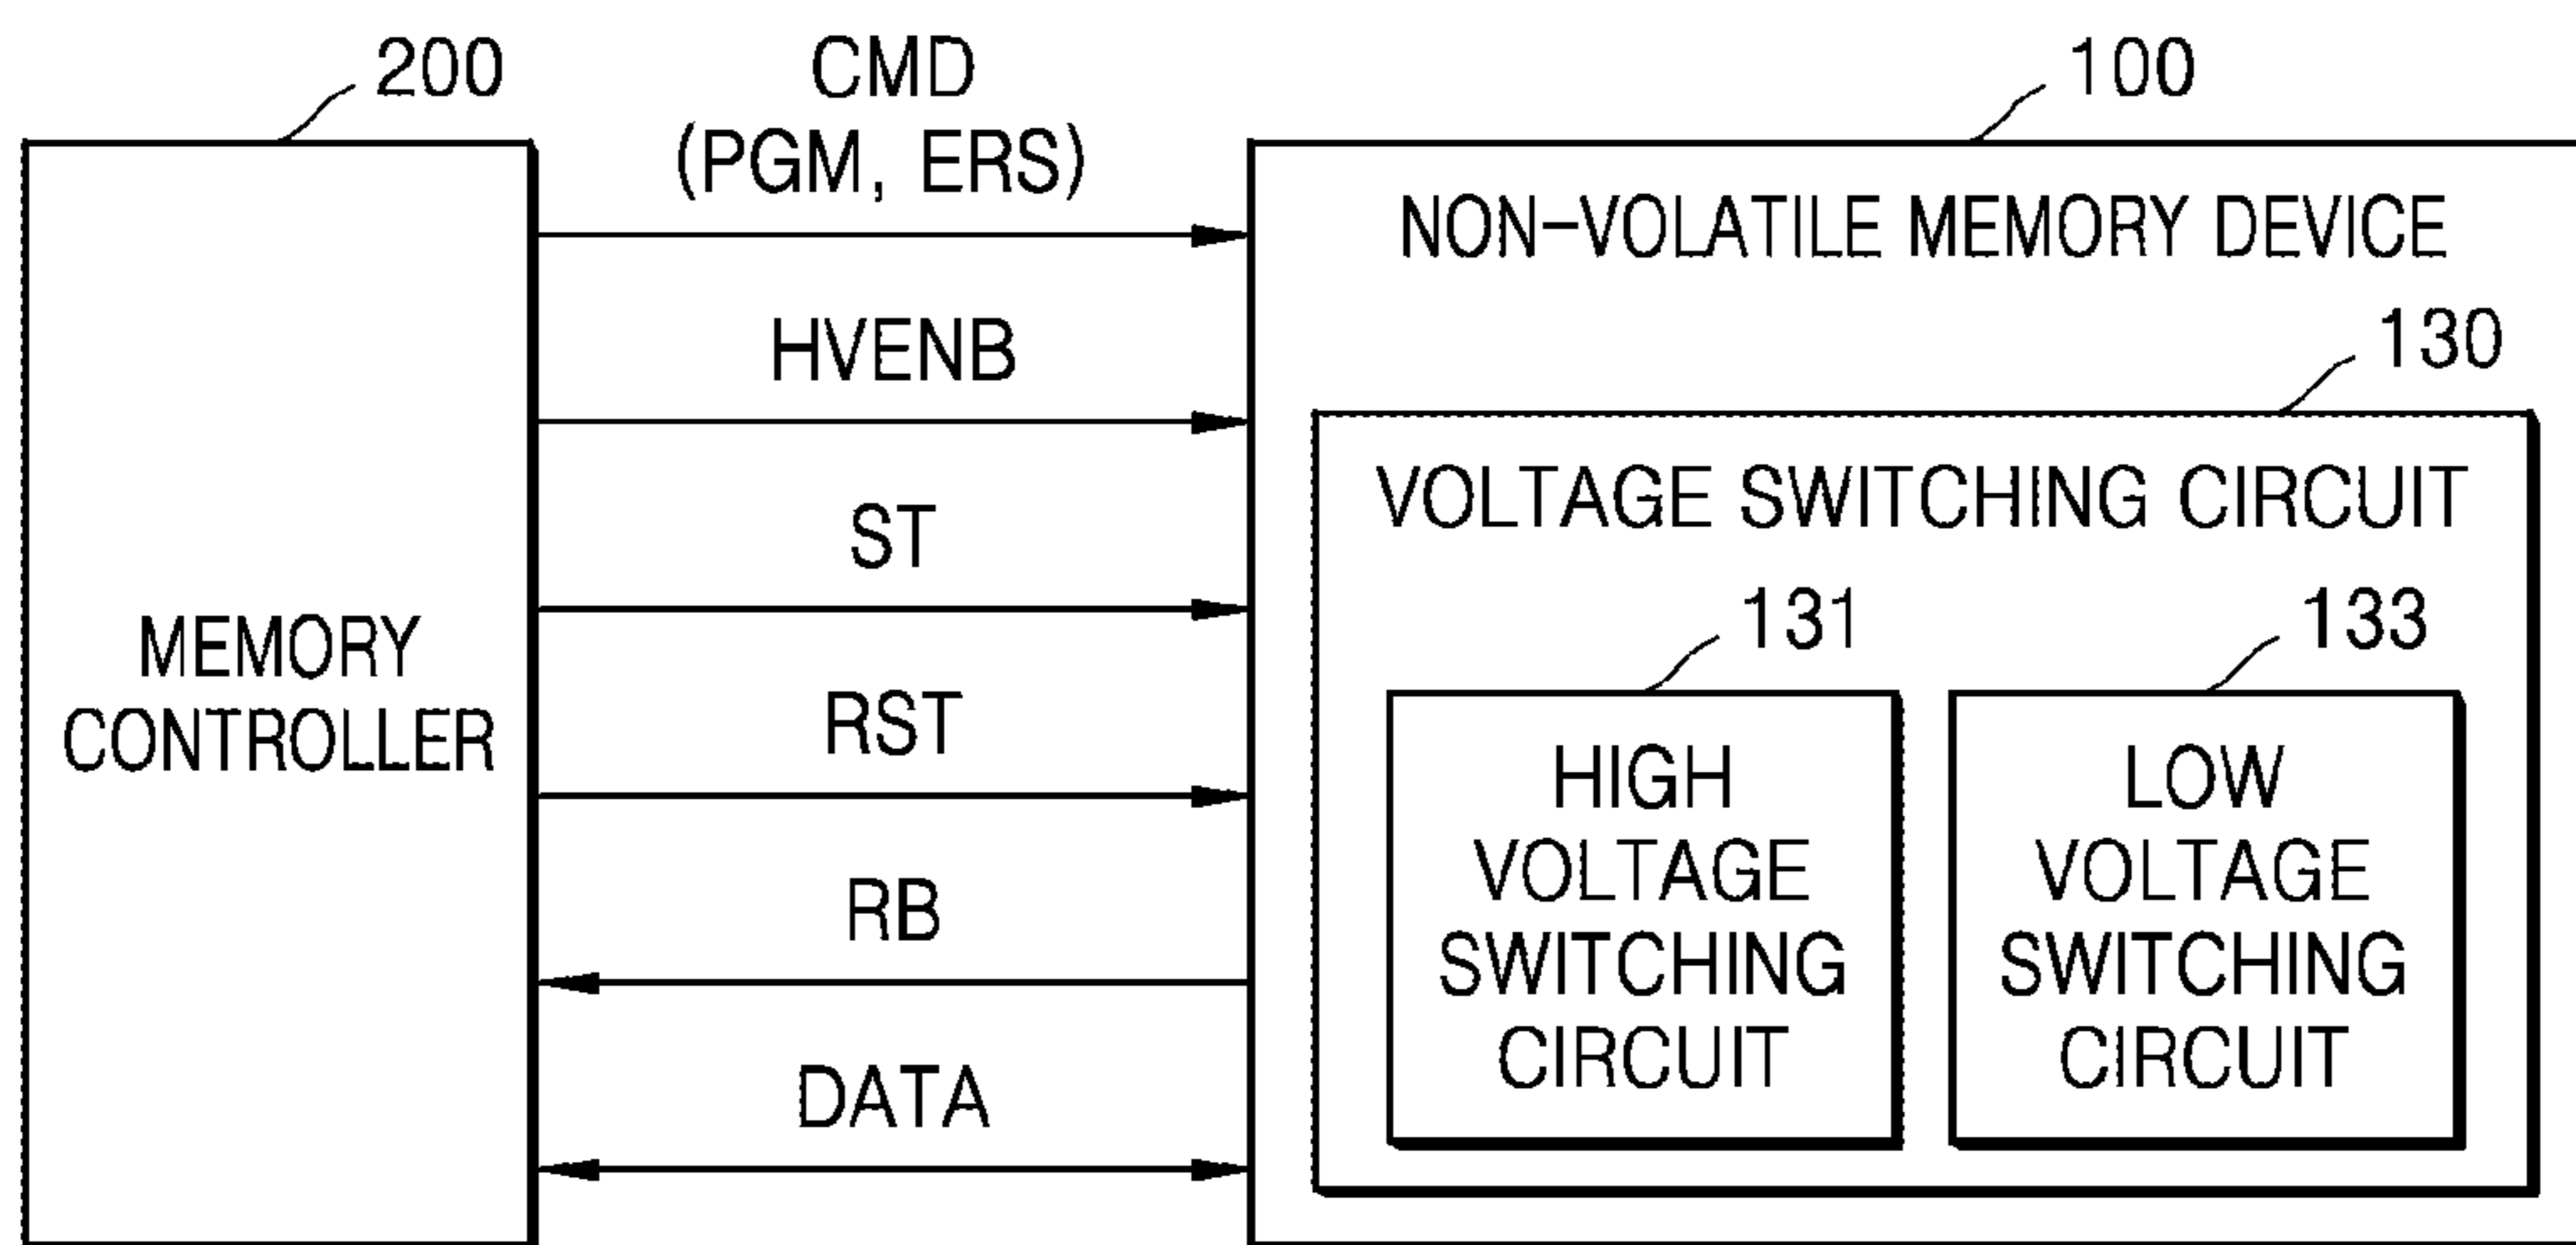 200
CMD
(PGM, ERS)
100
MEMORY
CONTROLLER
HVENB
ST
RST
RB
DATA
NON-VOLATILE MEMORY DEVICE
130
VOLTAGE SWITCHING CIRCUIT
131
HIGH
VOLTAGE
SWITCHING
CIRCUIT
133
LOW
VOLTAGE
SWITCHING
CIRCUIT